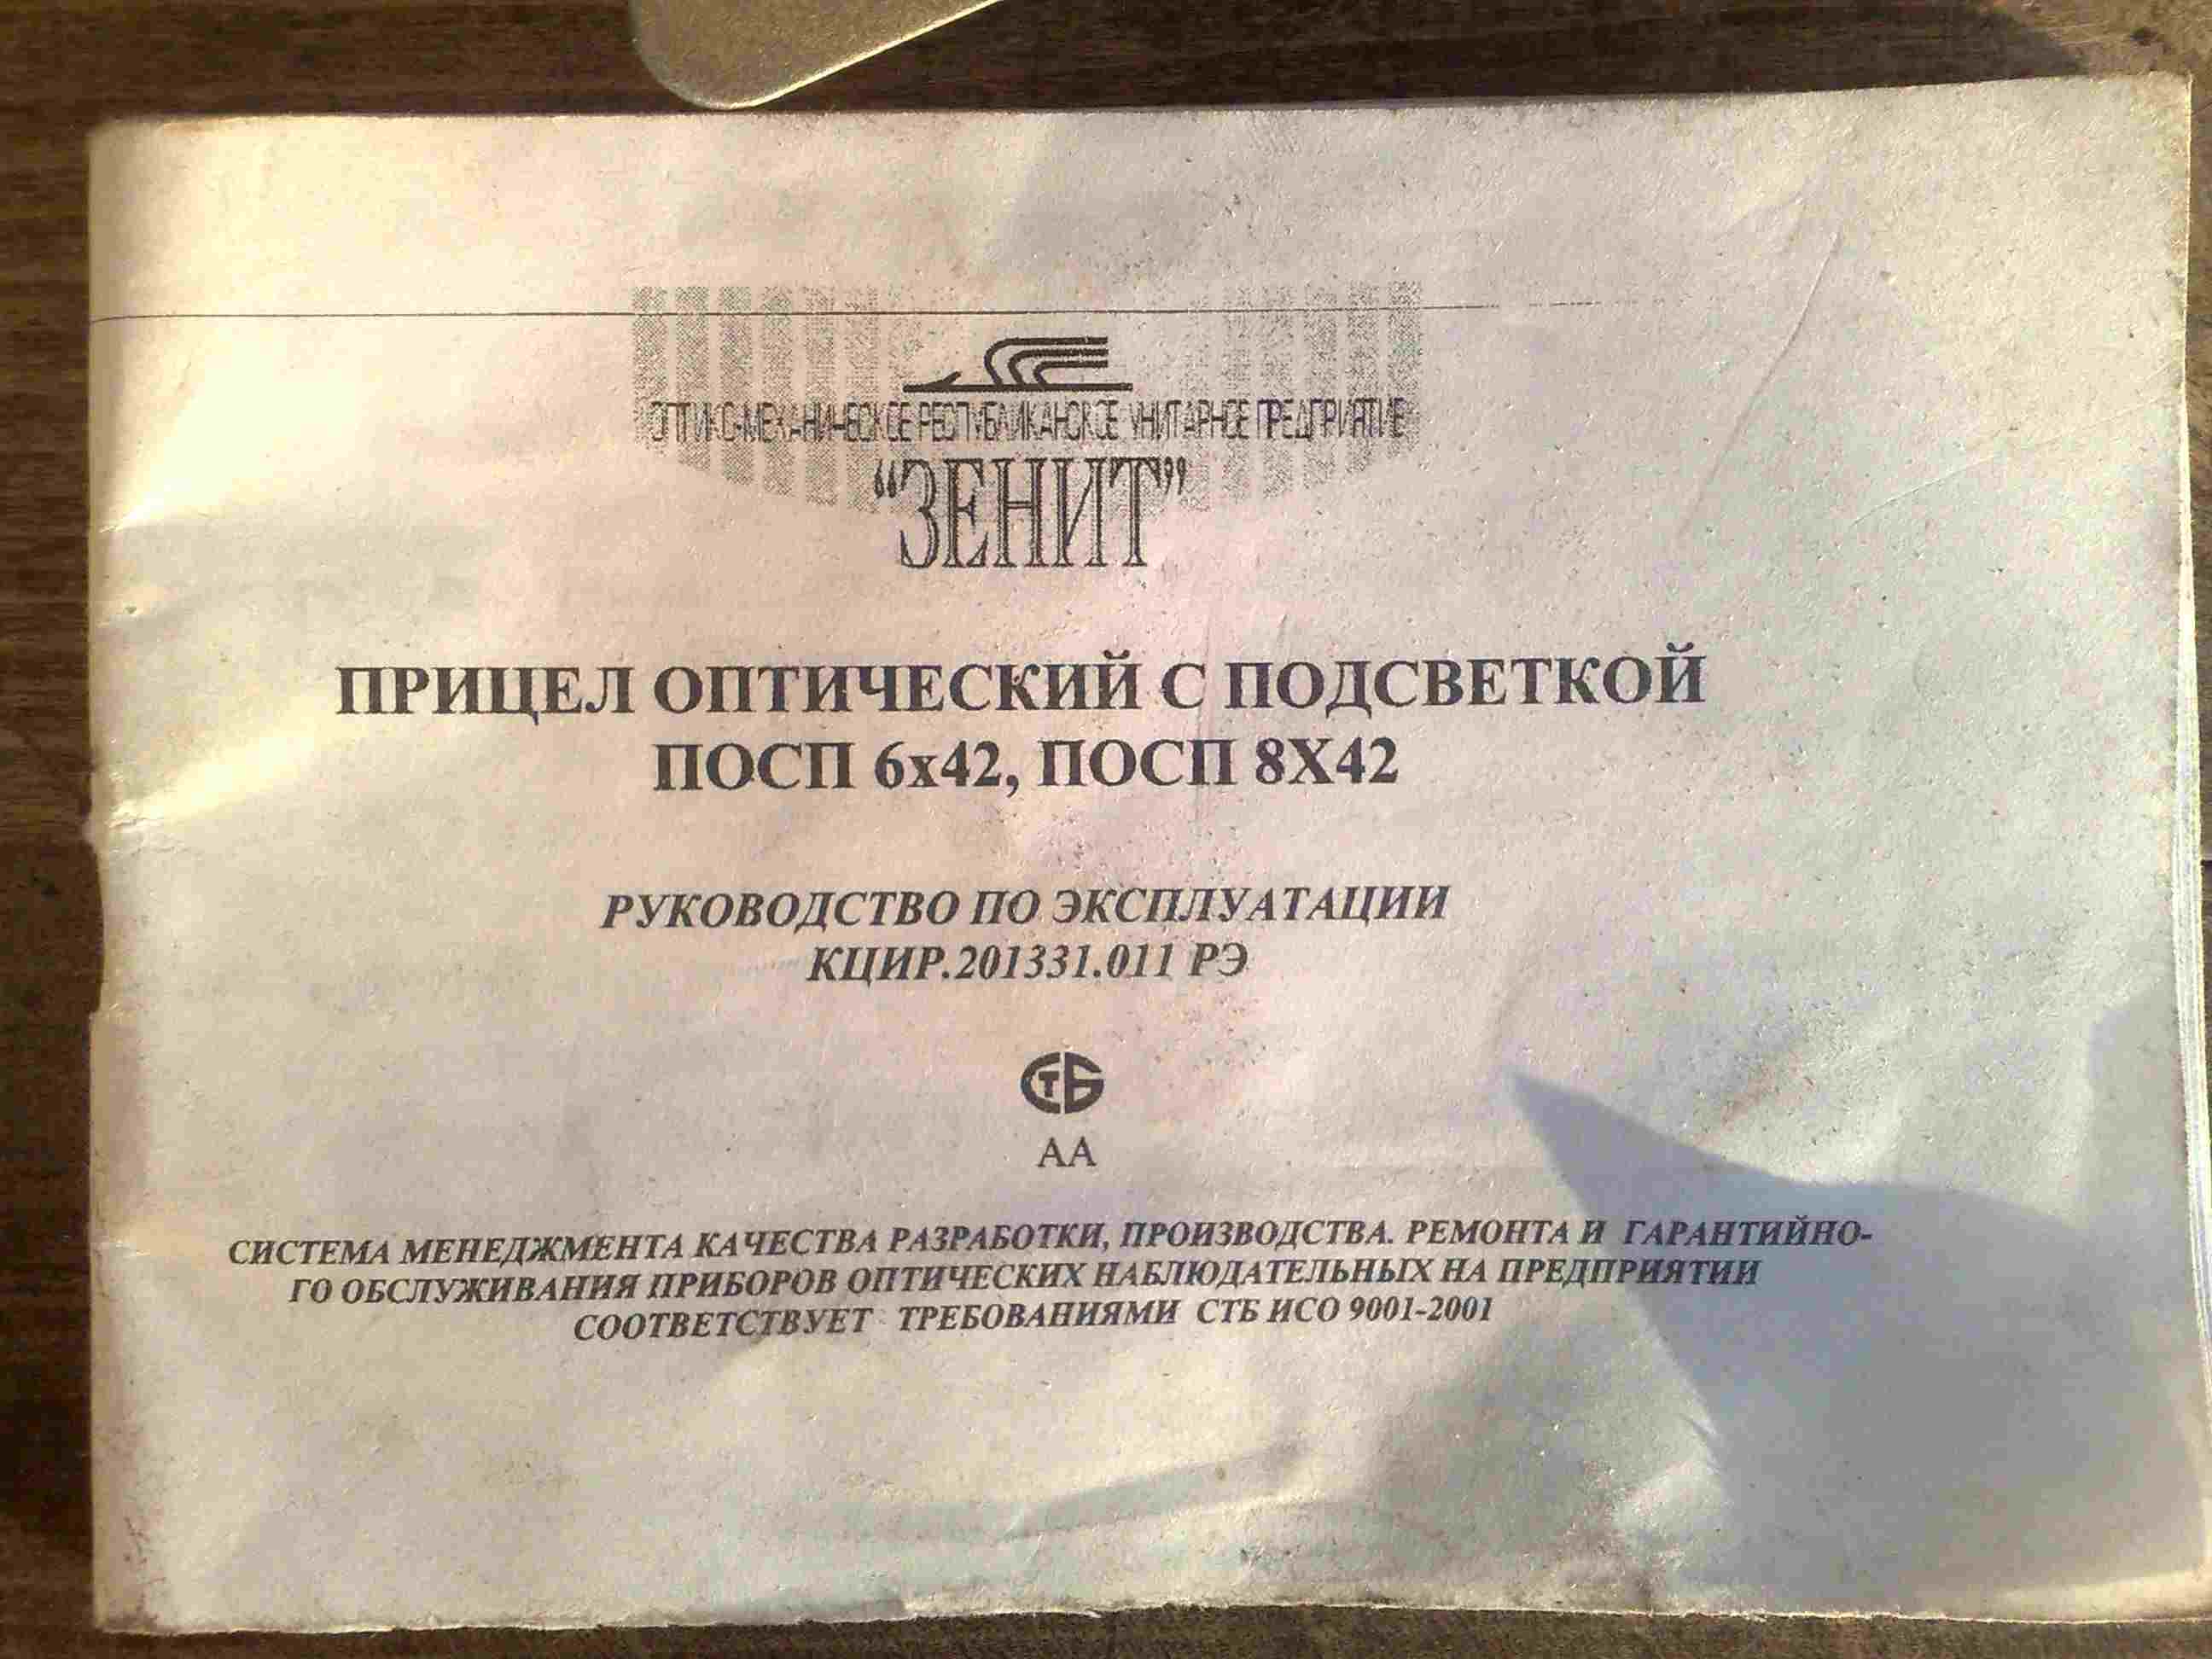 ОПТИКО-МЕХАНИЧЕСКОЕ РЕСПУБЛИКАНСКОЕ УНИТАРНОЕ ПРЕДПРИЯТИЕ
“ЗЕНИТ”
ПРИЦЕЛ ОПТИЧЕСКИЙ С ПОДСВЕТКОЙ
ПОСП 6x42, ПОСП 8X42
РУКОВОДСТВО ПО ЭКСПЛУАТАЦИИ
КЦИР.201331.011 РЭ
СТБ
АА
СИСТЕМА МЕНЕДЖМЕНТА КАЧЕСТВА РАЗРАБОТКИ, ПРОИЗВОДСТВА. РЕМОНТА И ГАРАНТИЙНО-
ГО ОБСЛУЖИВАНИЯ ПРИБОРОВ ОПТИЧЕСКИХ НАБЛЮДАТЕЛЬНЫХ НА ПРЕДПРИЯТИИ
СООТВЕТСТВУЕТ ТРЕБОВАНИЯМИ СТБ ИСО 9001-2001